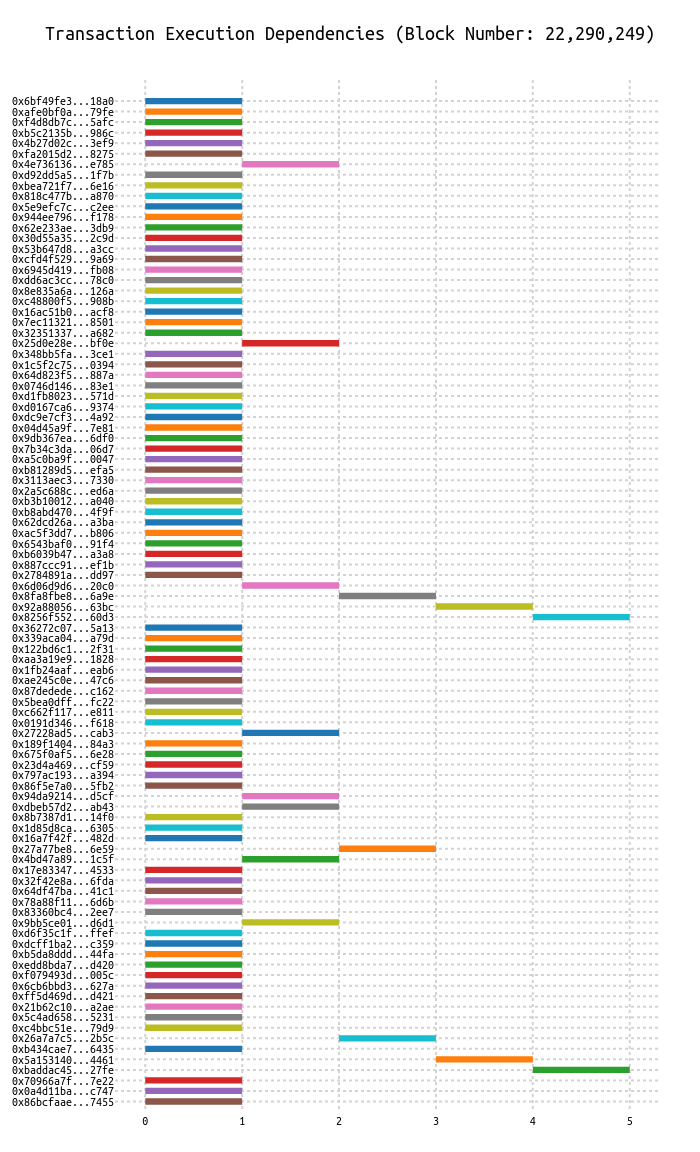 Transaction Execution Dependencies (Block Number: 22,290,249)
0x6bf49fe3...18a0
0xafe0bf0a...79fe
0xf4d8db7c...5afc
0xb5c2135b...986c
0x4b27d02c...3ef9
0xfa2015d2...8275
0x4e736136...e785
0xd92dd5a5...1f7b
0xbea721f7...6e16
0x818c477b...a870
0x5e9efc7c...c2ee
0x944ee796...f178
0x62e233ae...3db9
0x30d55a35...2c9d
0x53b647d8...a3cc
0xcfd4f529...9a69
0x6945d419...fb08
0xdd6ac3cc...78c0
0x8e835a6a...126a
0xc48800f5...908b
0x16ac51b0...acf8
0x7ec11321...8501
0x32351337...a682
0x25d0e28e...bf0e
0x348bb5fa...3ce1
0x1c5f2c75...0394
0x64d823f5...887a
0x0746d146...83e1
0xd1fb8023...571d
0xd0167ca6...9374
0xdc9e7cf3...4a92
0x04d45a9f...7e81
0x9db367ea...6df0
0x7b34c3da...06d7
0xa5c0ba9f...0047
0xb81289d5...efa5
0x3113aec3...7330
0x2a5c688c...ed6a
0xb3b10012...a040
0xb8abd470...4f9f
0x62dcd26a...a3ba
0xac5f3dd7...b806
0x6543baf0...91f4
0xb6039b47...a3a8
0x887ccc91...ef1b
0x2784891a...dd97
0x6d06d9d6...20c0
0x8fa8fbe8...6a9e
0x92a88056...63bc
0x8256f552...60d3
0x36272c07...5a13
0x339aca04...a79d
0x122bd6c1...2f31
0xaa3a19e9...1828
0x1fb24aaf...eab6
0xae245c0e...47c6
0x87dedede...c162
0x5bea0dff...fc22
0xc662f117...e811
0x0191d346...f618
0x27228ad5...cab3
0x189f1404...84a3
0x675f0af5...6e28
0x23d4a469...cf59
0x797ac193...a394
0x86f5e7a0...5fb2
0x94da9214...d5cf
0xdbeb57d2...ab43
0x8b7387d1...14f0
0x1d85d8ca...6305
0x16a7f42f...482d
0x27a77be8...6e59
0x4bd47a89...1c5f
0x17e83347...4533
0x32f42e8a...6fda
0x64df47ba...41c1
0x78a88f11...6d6b
0x83360bc4...2ee7
0x9bb5ce01...d6d1
0xd6f35c1f...ffef
0xdcff1ba2...c359
0xb5da8ddd...44fa
0xedd8bda7...d420
0xf079493d...005c
0x6cb6bbd3...627a
0xff5d469d...d421
0x21b62c10...a2ae
0x5c4ad658...5231
0xc4bbc51e...79d9
0x26a7a7c5...2b5c
0xb434cae7...6435
0x5a153140...4461
0xbaddac45...27fe
0x70966a7f...7e22
0x0a4d11ba...c747
0x86bcfaae...7455
0 1 2 3 4 5